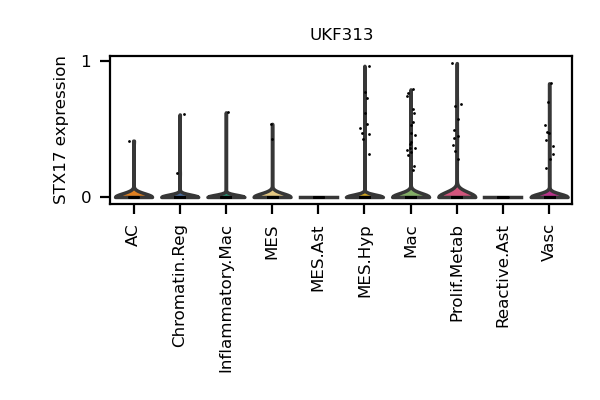 UKF313
STX17 expression
1
0
AC
Chromatin.Reg
Inflammatory.Mac
MES
MES.Ast
MES.Hyp
Mac
Prolif.Metab
Reactive.Ast
Vasc